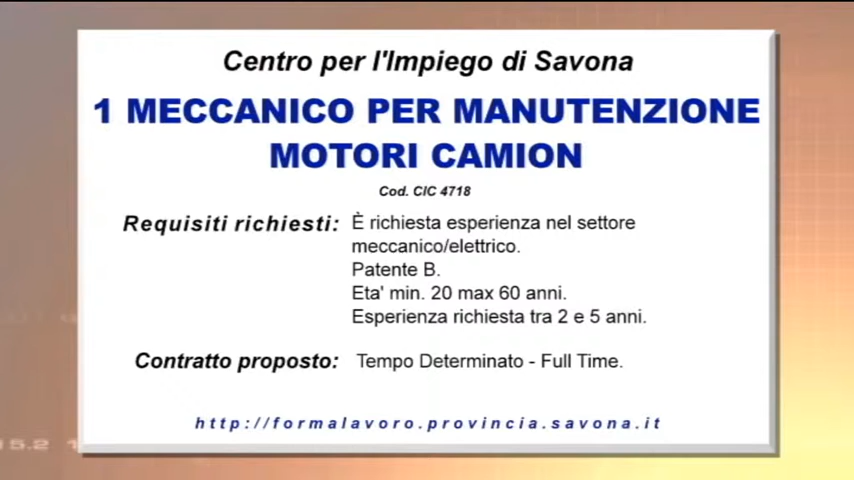 Centro per l'Impiego di Savona
1 MECCANICO PER MANUTENZIONE
MOTORI CAMION
Cod. CIC 4718
Requisiti richiesti: È richiesta esperienza nel settore
meccanico/elettrico.
Patente B.
Eta' min. 20 max 60 anni.
Esperienza richiesta tra 2 e 5 anni.
Contratto proposto: Tempo Determinato - Full Time.
http://formalavoro.provincia.savona.it